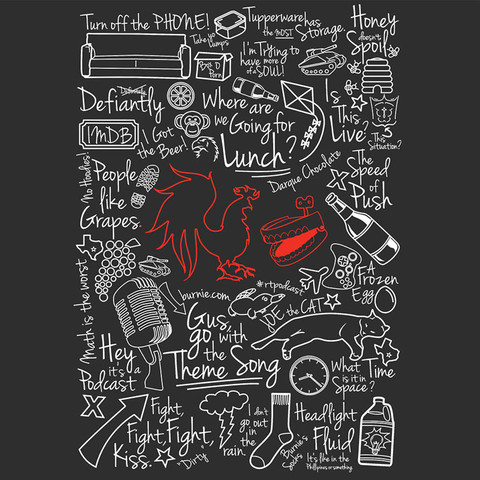 Turn off the PHONE!
Tupperware has
the MOST Storage.
Honey
doesn't
Spoil
Take 10
Jumps
I'm Trying to
have more
of a SOUL!
Box O'
Porn
Definitely
Defiantly
Where are
we Going for
Lunch?
Is
This
Live?
This
Situation?
IMDB
I Got
the Beer!
"No Hoodies!"
People
like
Grapes.
Darque Chocolate
The
Speed
of
Push
Math is the worst
burnie.com
#rtpodcast
A
Frozen
Egg
JOE the CAT
Gus,
go, with
the
Theme Song
Hey
it's a
Podcast
What Time
is it in
Space?
X
Fight,
Fight, Fight,
Kiss.
"Dirty"
I don't
go out
in the
rain.
Burnie's
Socks
Headlight
Fluid
It's like in the
Phillipines or something.